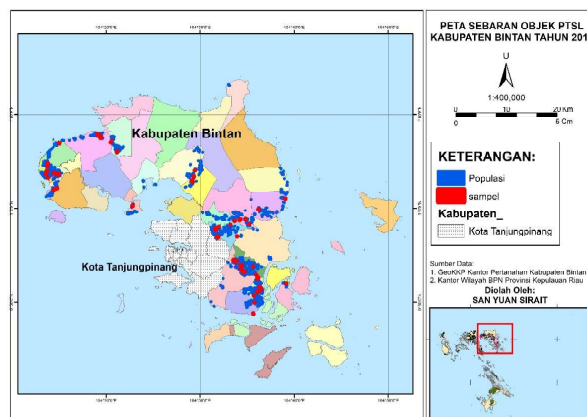 PETA SEBARAN OBJEK PTSL
KABUPATEN BINTAN TAHUN 201
U
1:400,000
0 10 20 Km
0 6 Cm
KETERANGAN:
Populasi
sampel
Kabupaten_
Kota Tanjungpinang
Sumber Data:
1. GeoKKP Kantor Pertanahan Kabupaten Bintan
2. Kantor Wilayah BPN Provinsi Kepulauan Riau
Diolah Oleh:
SAN YUAN SIRAIT
Kabupaten Bintan
Kota Tanjungpinang